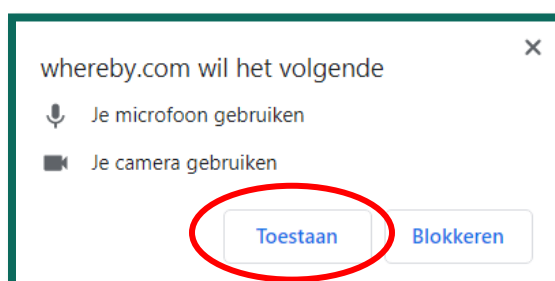 whereby.com wil het volgende
Je microfoon gebruiken
Je camera gebruiken
Toestaan Blokkeren